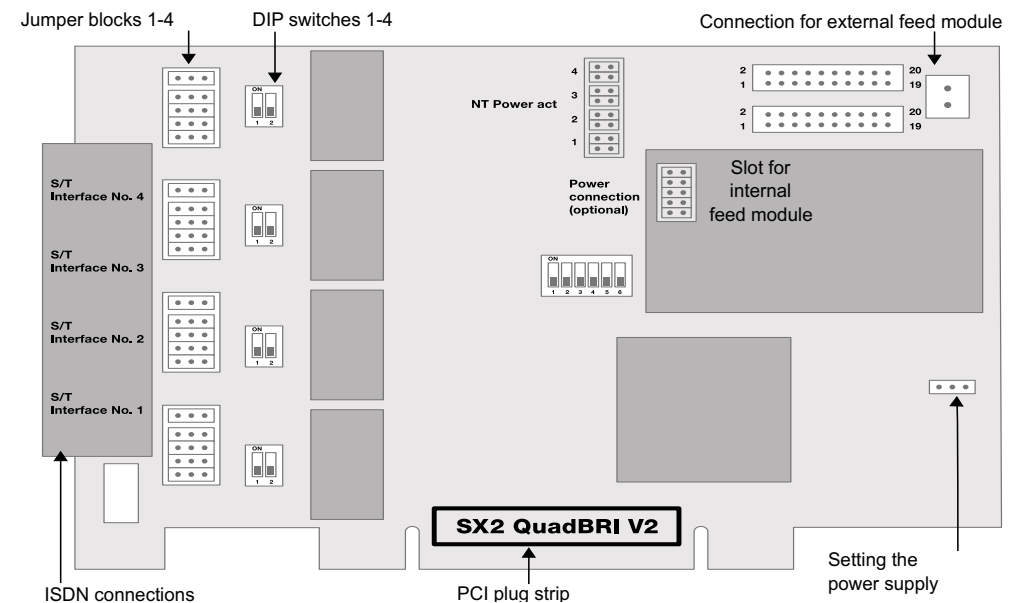 Jumper blocks 1-4
DIP switches 1-4
Connection for external feed module
ON
1 2
NT Power act
4
3
2
1
2
1
20
19
2
1
20
19
S/T
Interface No. 4
ON
1 2
Power
connection
(optional)
Slot for
internal
feed module
S/T
Interface No. 3
ON
1 2 3 4 5 6
S/T
Interface No. 2
ON
1 2
S/T
Interface No. 1
ON
1 2
SX2 QuadBRI V2
Setting the
power supply
ISDN connections
PCI plug strip